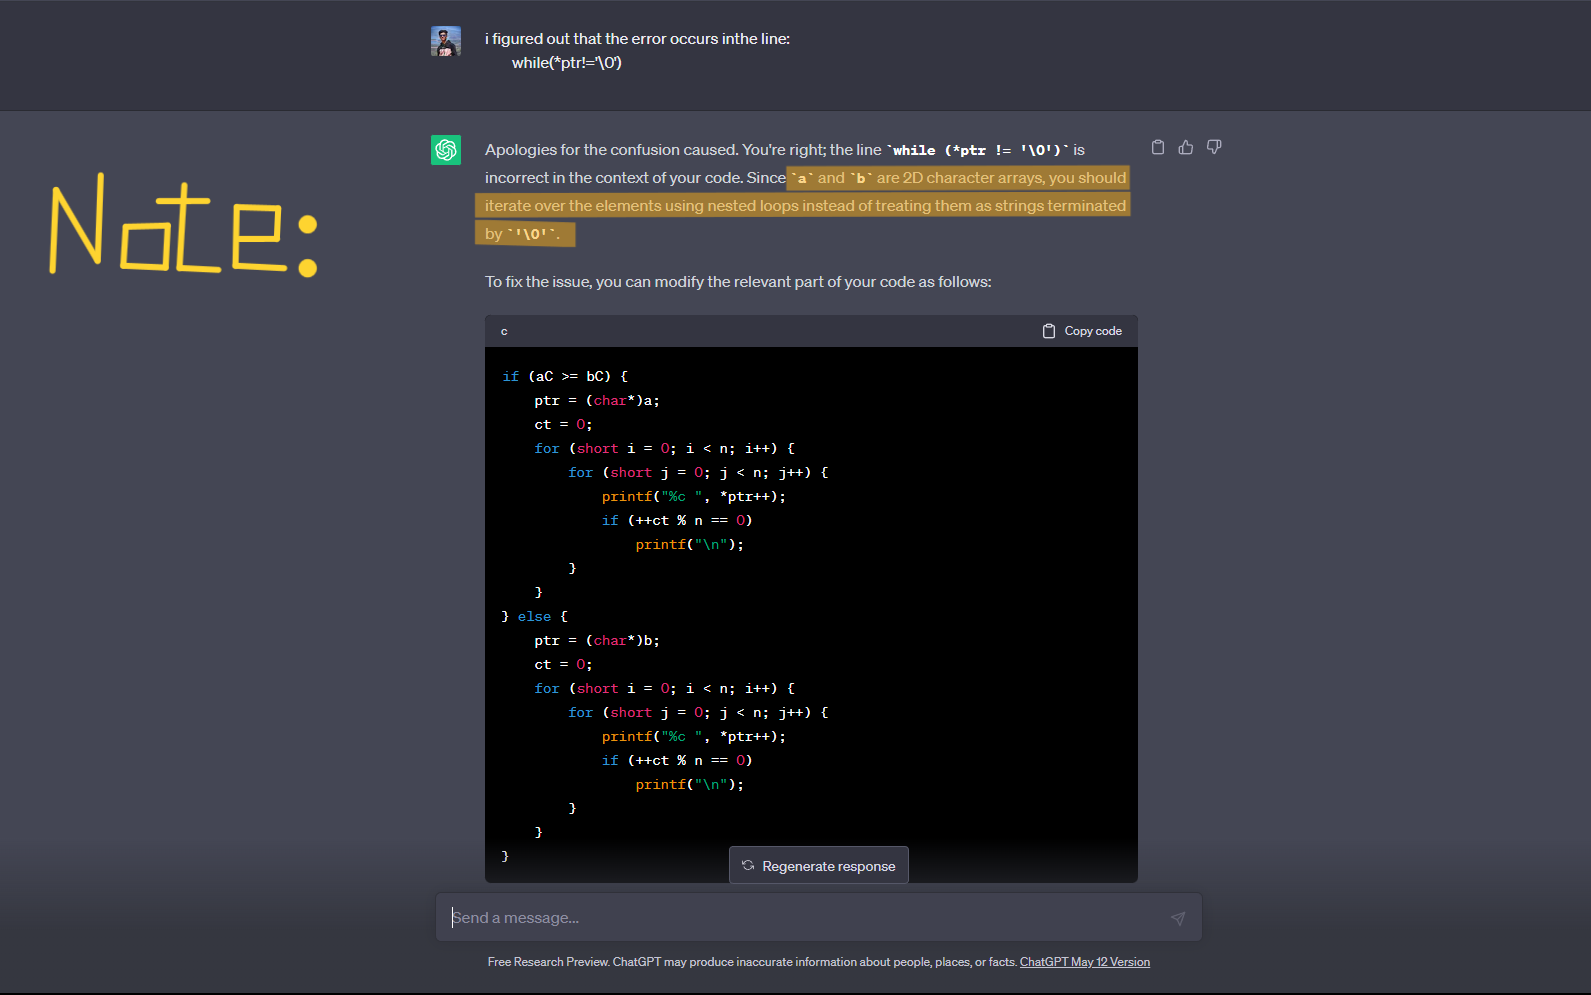 i figured out that the error occurs inthe line:
while(*ptr!='\0')
Note:
Apologies for the confusion caused. You're right; the line `while (*ptr != '\0')` is
incorrect in the context of your code. Since `a` and `b` are 2D character arrays, you should
iterate over the elements using nested loops instead of treating them as strings terminated
by `'\0'`.
To fix the issue, you can modify the relevant part of your code as follows:
c
Copy code
if (aC >= bC) {
    ptr = (char*)a;
    ct = 0;
    for (short i = 0; i < n; i++) {
        for (short j = 0; j < n; j++) {
            printf("%c ", *ptr++);
            if (++ct % n == 0)
                printf("\n");
        }
    }
} else {
    ptr = (char*)b;
    ct = 0;
    for (short i = 0; i < n; i++) {
        for (short j = 0; j < n; j++) {
            printf("%c ", *ptr++);
            if (++ct % n == 0)
                printf("\n");
        }
    }
}
Regenerate response
Send a message...
Free Research Preview. ChatGPT may produce inaccurate information about people, places, or facts. ChatGPT May 12 Version